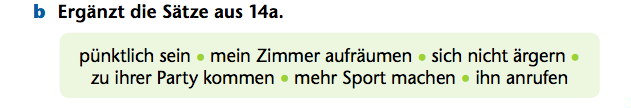 b Ergänzt die Sätze aus 14a.
pünktlich sein • mein Zimmer aufräumen • sich nicht ärgern •
zu ihrer Party kommen • mehr Sport machen • ihn anrufen